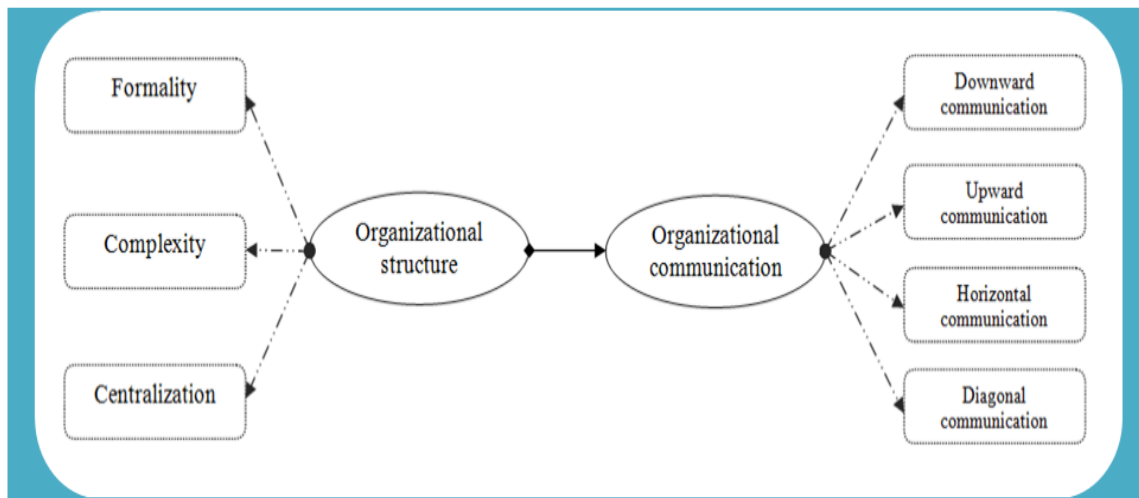 Formality
Complexity
Centralization
Organizational
structure
Organizational
communication
Downward
communication
Upward
communication
Horizontal
communication
Diagonal
communication